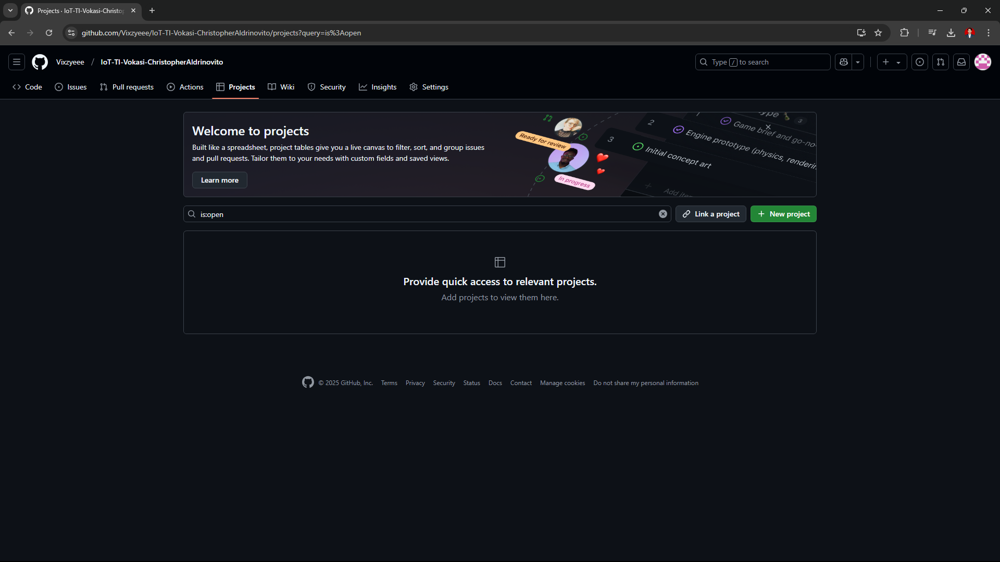 Projects · IoT-TI-Vokasi-Christop
github.com/Vixzyeee/IoT-TI-Vokasi-ChristopherAldrinovito/projects?query=is%3Aopen
Vixzyeee / IoT-TI-Vokasi-ChristopherAldrinovito
Type / to search
Code Issues Pull requests Actions Projects Wiki Security Insights Settings
Welcome to projects
Built like a spreadsheet, project tables give you a live canvas to filter, sort, and group issues
and pull requests. Tailor them to your needs with custom fields and saved views.
Learn more
Ready for review
In progress
1
3
2 Game brief and go-no-
3 Engine prototype (physics, renderin
Initial concept art
+ Add
is:open
Link a project
New project
Provide quick access to relevant projects.
Add projects to view them here.
© 2025 GitHub, Inc. Terms Privacy Security Status Docs Contact Manage cookies Do not share my personal information